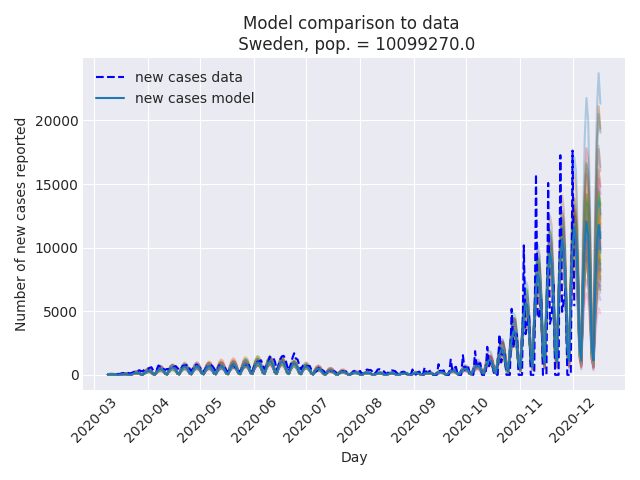 Model comparison to data
Sweden, pop. = 10099270.0
new cases data
new cases model
Number of new cases reported
20000
15000
10000
5000
0
2020-03
2020-04
2020-05
2020-06
2020-07
2020-08
2020-09
2020-10
2020-11
2020-12
Day